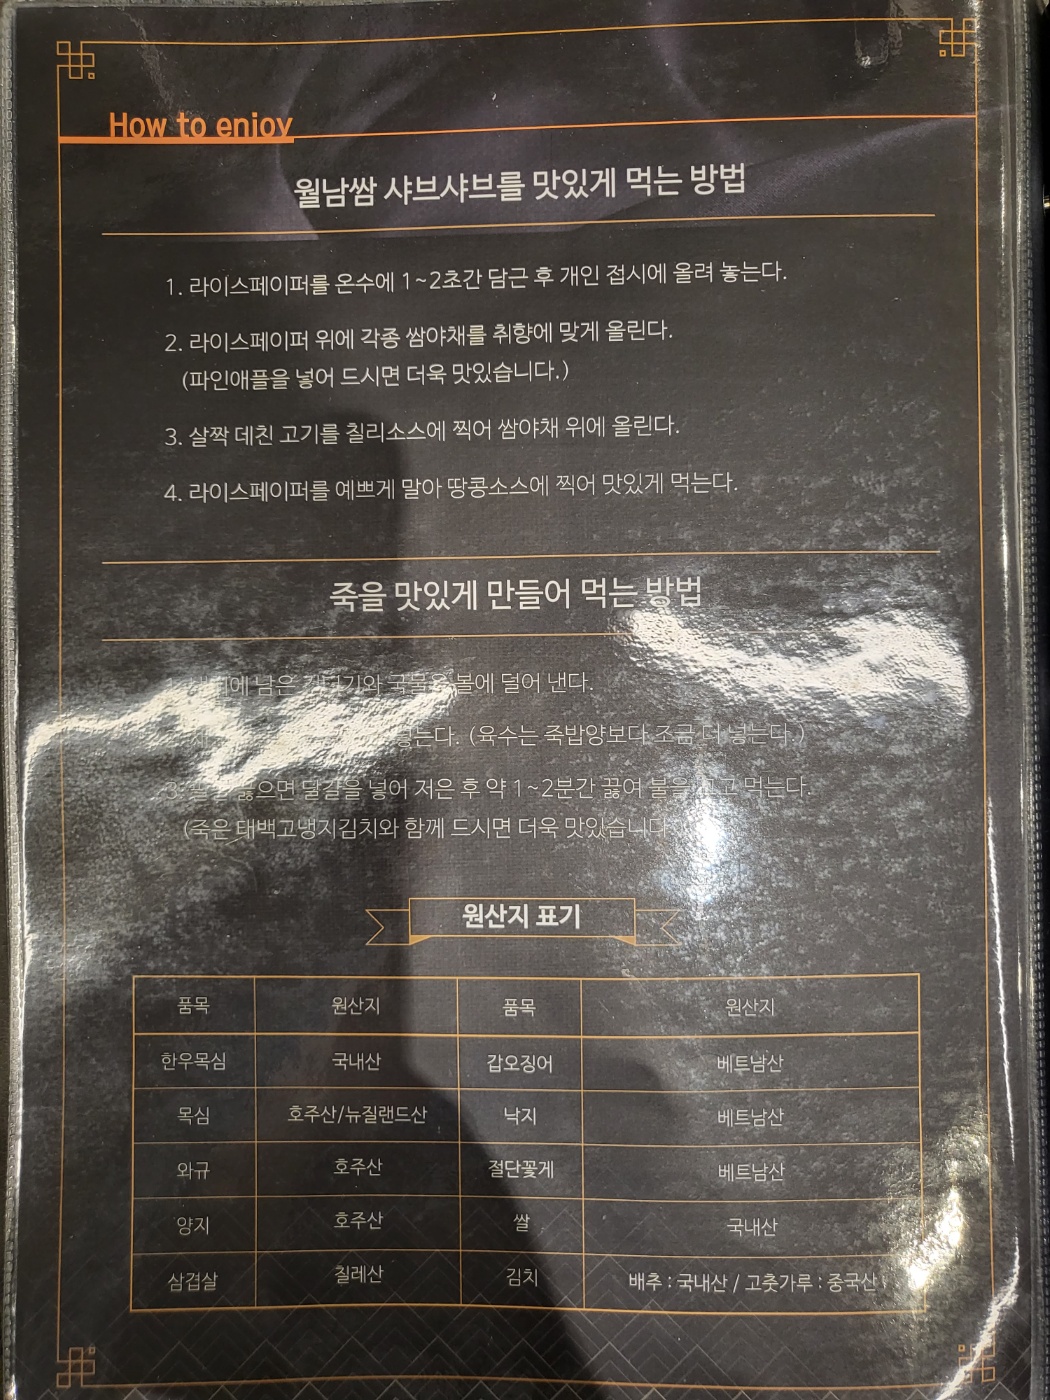 How to enjoy
월남쌈 샤브샤브를 맛있게 먹는 방법
1. 라이스페이퍼를 온수에 1~2초간 담근 후 개인 접시에 올려 놓는다.
2. 라이스페이퍼 위에 각종 쌈야채를 취향에 맞게 올린다.
(파인애플을 넣어 드시면 더욱 맛있습니다.)
3. 살짝 데친 고기를 칠리소스에 찍어 쌈야채 위에 올린다.
4. 라이스페이퍼를 예쁘게 말아 땅콩소스에 찍어 맛있게 먹는다.
죽을 맛있게 만들어 먹는 방법
남은 국물을 볼에 덜어 낸다.
넣는다. (육수는 죽밥양보다 조금 더 넣는다.)
끓으면 달걀을 넣어 저은 후 약 1~2분간 끓여 불을 먹는다.
(죽은 태백고냉지김치와 함께 드시면 더욱 맛있습니다
원산지 표기
품목 원산지 품목 원산지
한우목심 국내산 갑오징어 베트남산
목심 호주산/뉴질랜드산 낙지 베트남산
와규 호주산 절단꽃게 베트남산
양지 호주산 쌀 국내산
삼겹살 칠레산 김치 배추 : 국내산 / 고춧가루 : 중국산